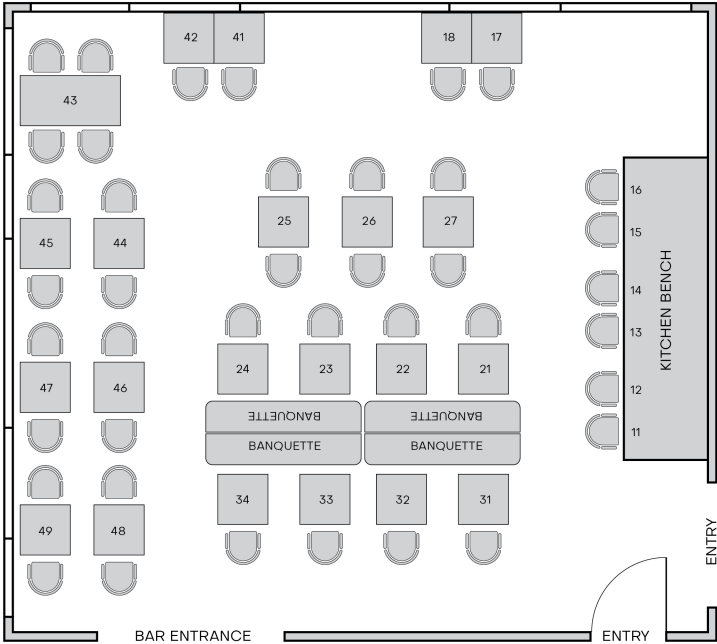 42 41
18 17
43
16
25 26 27
15
45 44
14
KITCHEN BENCH
13
24 23 22 21
47 46
12
BANQUETTE BANQUETTE
11
BANQUETTE BANQUETTE
34 33 32 31
49 48
ENTRY
BAR ENTRANCE
ENTRY